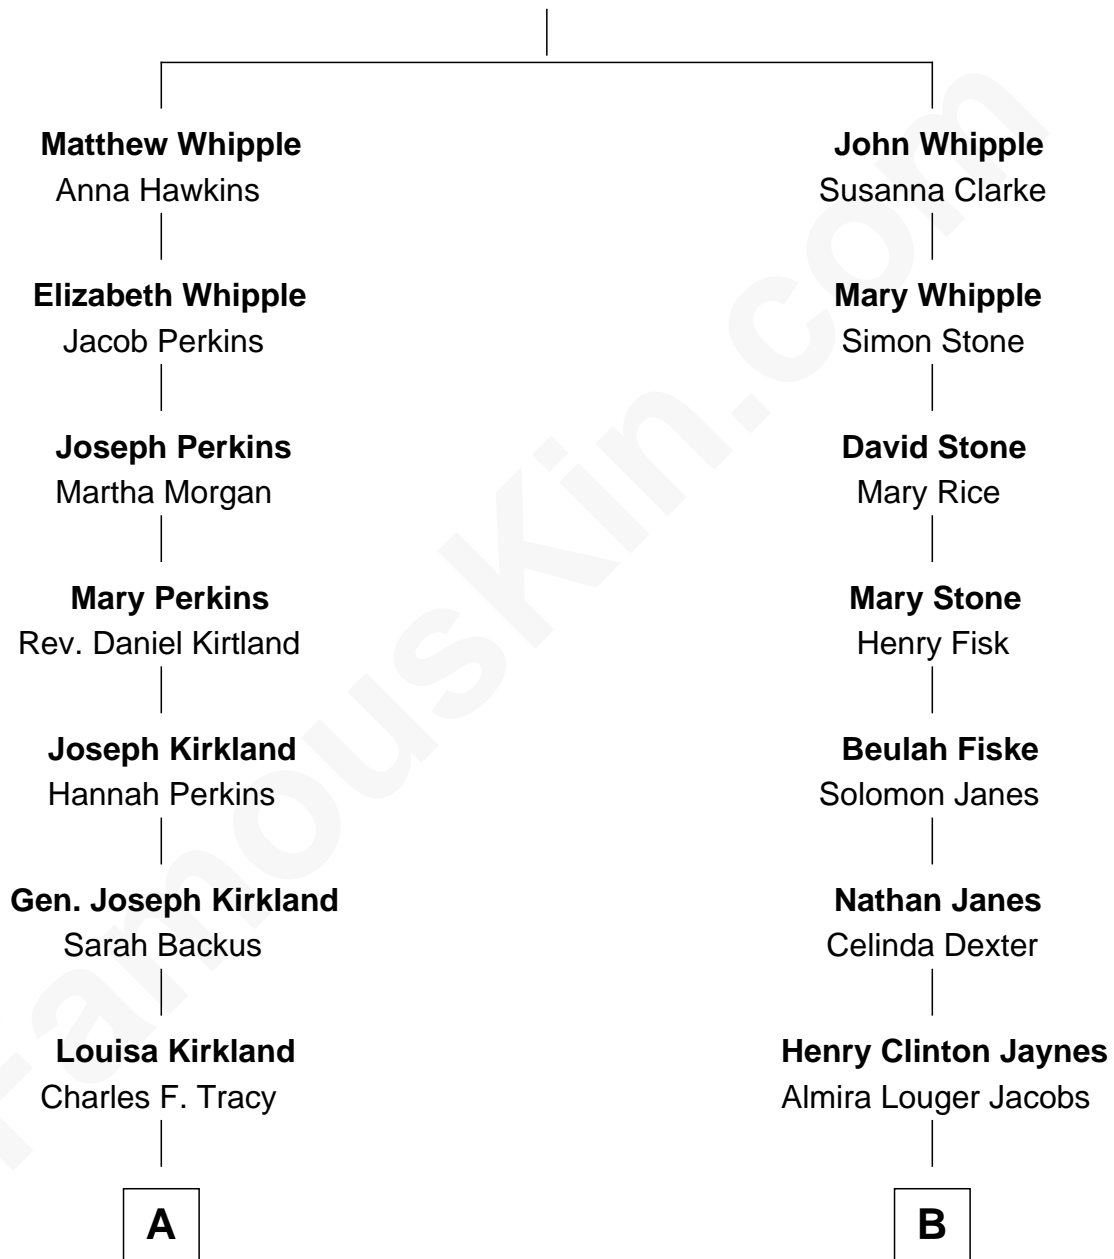 Matthew Whipple
Anna Hawkins
John Whipple
Susanna Clarke
Elizabeth Whipple
Jacob Perkins
Mary Whipple
Simon Stone
Joseph Perkins
Martha Morgan
David Stone
Mary Rice
Mary Perkins
Rev. Daniel Kirtland
Mary Stone
Henry Fisk
Joseph Kirkland
Hannah Perkins
Beulah Fiske
Solomon Janes
Gen. Joseph Kirkland
Sarah Backus
Nathan Janes
Celinda Dexter
Louisa Kirkland
Charles F. Tracy
Henry Clinton Jaynes
Almira Louger Jacobs
A
B
FamousKin.com